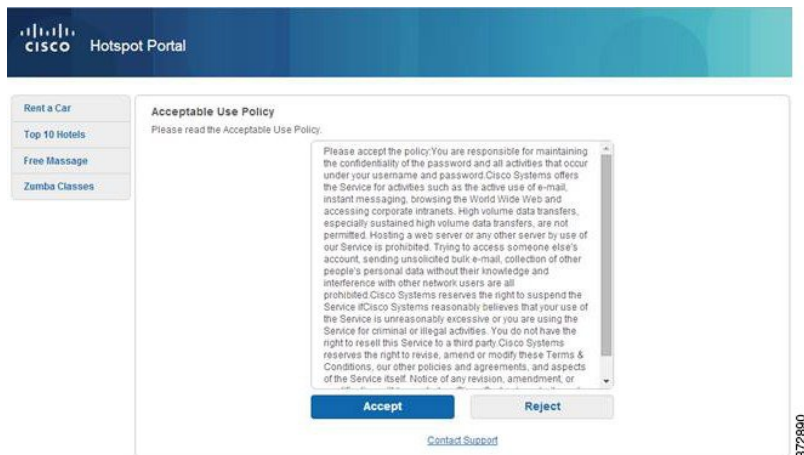 CISCO Hotspot Portal
Rent a Car
Top 10 Hotels
Free Massage
Zumba Classes
Acceptable Use Policy
Please read the Acceptable Use Policy.
Please accept the policy:You are responsible for maintaining
the confidentiality of the password and all activities that occur
under your username and password.Cisco Systems offers
the Service for activities such as the active use of e-mail,
instant messaging, browsing the World Wide Web and
accessing corporate intranets. High volume data transfers,
especially sustained high volume data transfers, are not
permitted. Hosting a web server or any other server by use of
our Service is prohibited. Trying to access someone else's
account, sending unsolicited bulk e-mail, collection of other
people's personal data without their knowledge and
interference with other network users are all
prohibited.Cisco Systems reserves the right to suspend the
Service ifCisco Systems reasonably believes that your use of
the Service is unreasonably excessive or you are using the
Service for criminal or illegal activities. You do not have the
right to resell this Service to a third party.Cisco Systems
reserves the right to revise, amend or modify these Terms &
Conditions, our other policies and agreements, and aspects
of the Service itself. Notice of any revision, amendment, or
Accept
Reject
Contact Support
372890